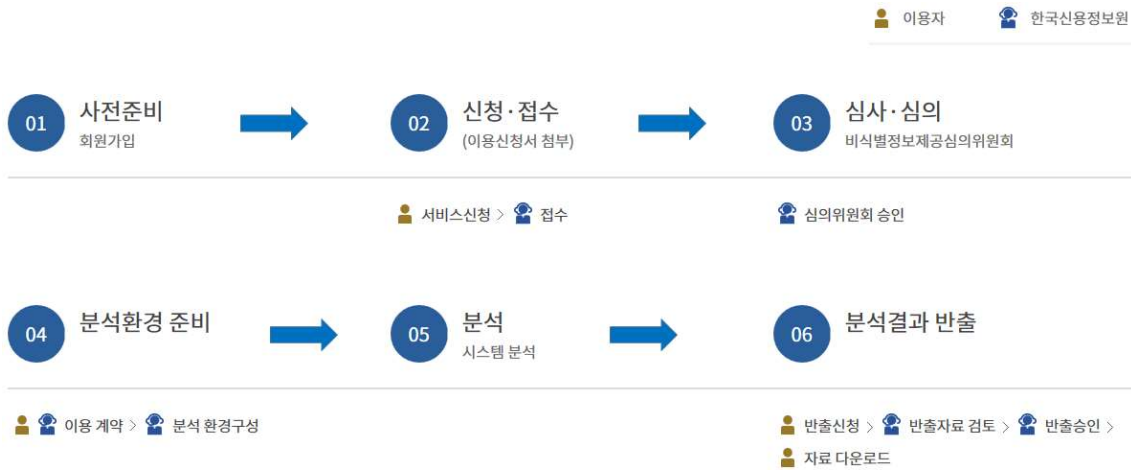 이용자 한국신용정보원
01 사전준비
회원가입
02 신청·접수
(이용신청서 첨부)
03 심사·심의
비식별정보제공심의위원회
서비스신청 > 접수
심의위원회 승인
04 분석환경 준비
05 분석
시스템 분석
06 분석결과 반출
이용 계약 > 분석 환경구성
반출신청 > 반출자료 검토 > 반출승인 >
자료 다운로드